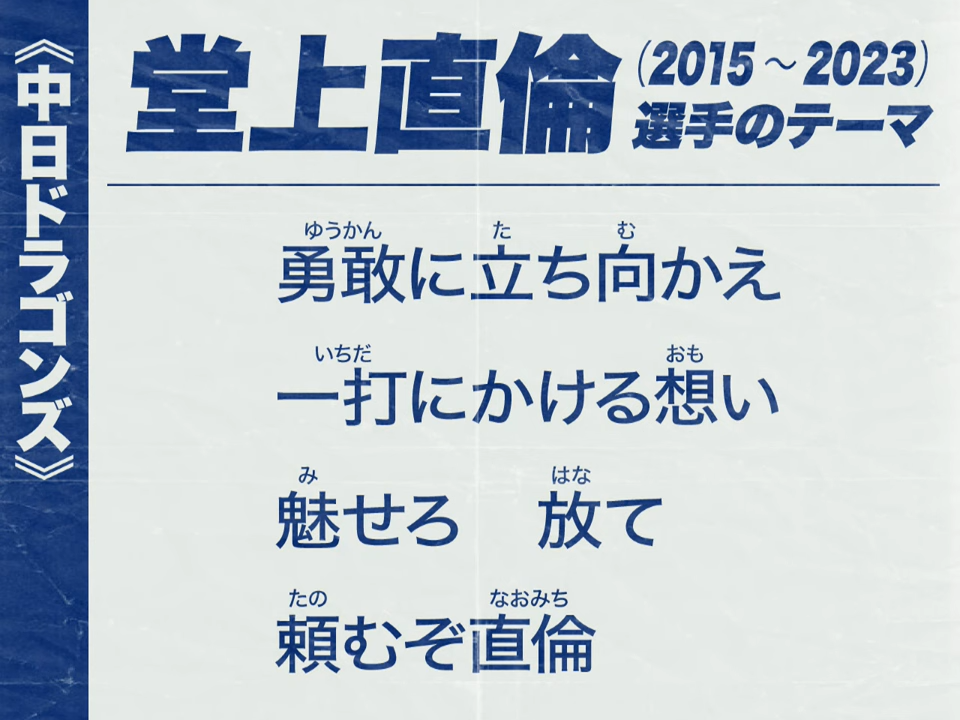 《中日ドラゴンズ》
堂上直倫(2015～2023)
選手のテーマ
ゆうかん た む
勇敢に立ち向かえ
いちだ おも
一打にかける想い
み はな
魅せろ 放て
たの なおみち
頼むぞ直倫